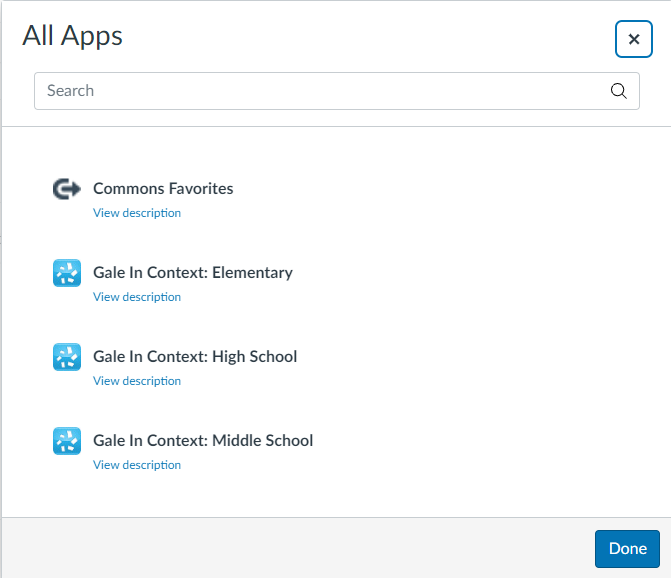 All Apps
Search
Commons Favorites
View description
Gale In Context: Elementary
View description
Gale In Context: High School
View description
Gale In Context: Middle School
View description
Done